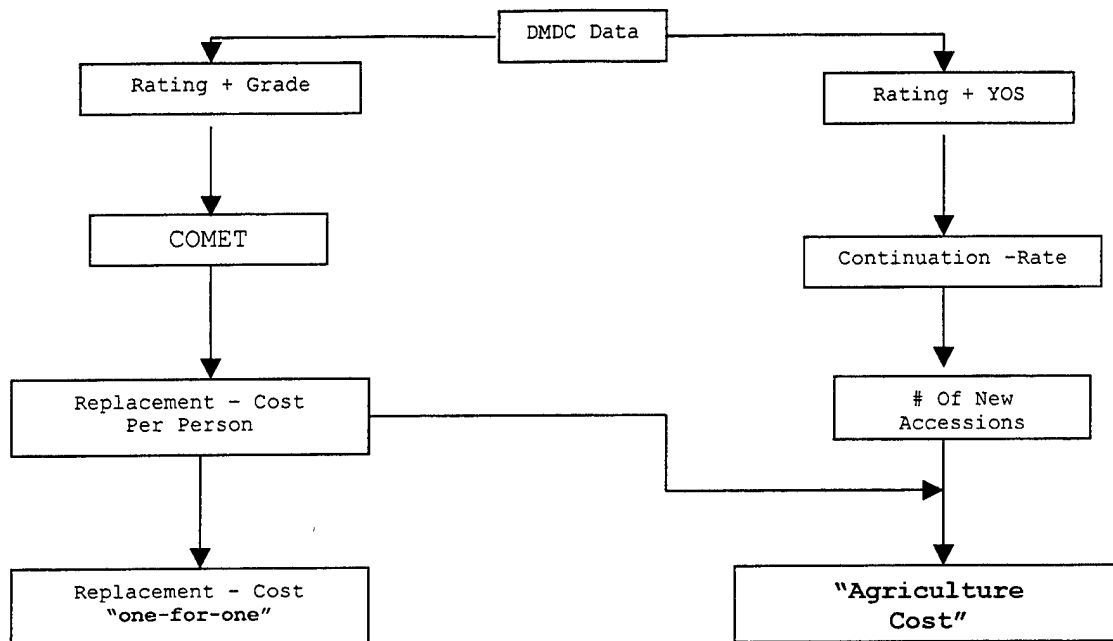 DMDC Data
Rating + Grade
Rating + YOS
COMET
Continuation -Rate
Replacement - Cost
Per Person
# Of New
Accessions
Replacement - Cost
"one-for-one"
"Agriculture
Cost"